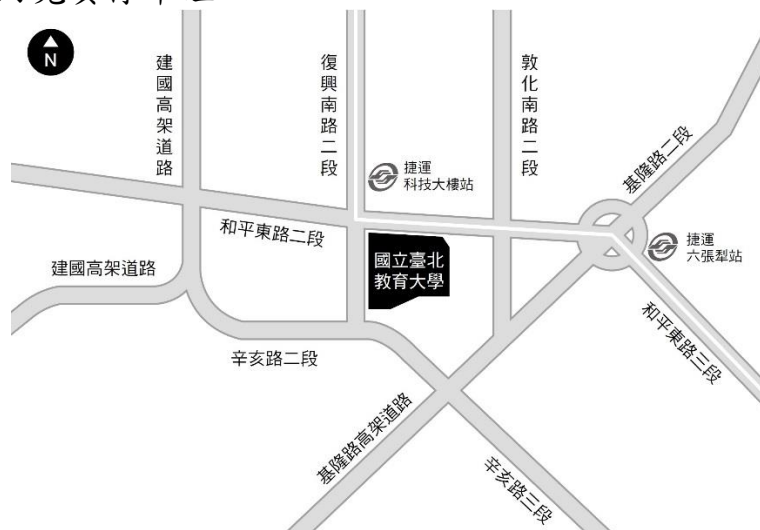 N
建國高架道路
復興南路二段
敦化南路二段
基隆路二段
捷運
科技大樓站
和平東路二段
捷運
六張犁站
建國高架道路
國立臺北
教育大學
和平東路三段
辛亥路二段
基隆路高架道路
辛亥路三段